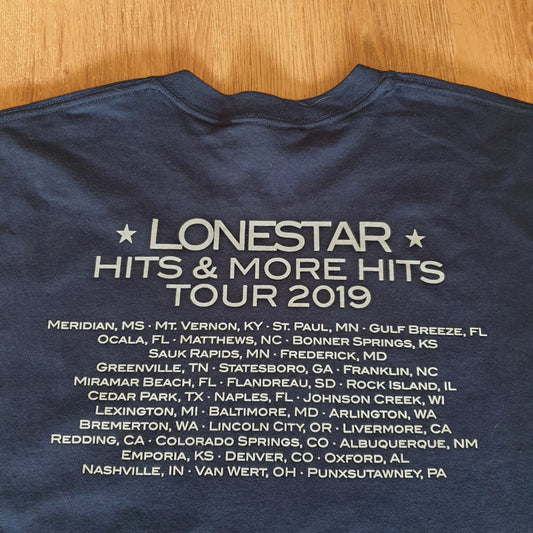 ★ LONESTAR ★
HITS & MORE HITS
TOUR 2019
MERIDIAN, MS · MT. VERNON, KY · ST. PAUL, MN · GULF BREEZE, FL
OCALA, FL · MATTHEWS, NC · BONNER SPRINGS, KS
SAUK RAPIDS, MN · FREDERICK, MD
GREENVILLE, TN · STATESBORO, GA · FRANKLIN, NC
MIRAMAR BEACH, FL · FLANDREAU, SD · ROCK ISLAND, IL
CEDAR PARK, TX · NAPLES, FL · JOHNSON CREEK, WI
LEXINGTON, MI · BALTIMORE, MD · ARLINGTON, WA
BREMERTON, WA · LINCOLN CITY, OR · LIVERMORE, CA
REDDING, CA · COLORADO SPRINGS, CO · ALBUQUERQUE, NM
EMPORIA, KS · DENVER, CO · OXFORD, AL
NASHVILLE, IN · VAN WERT, OH · PUNXSUTAWNEY, PA